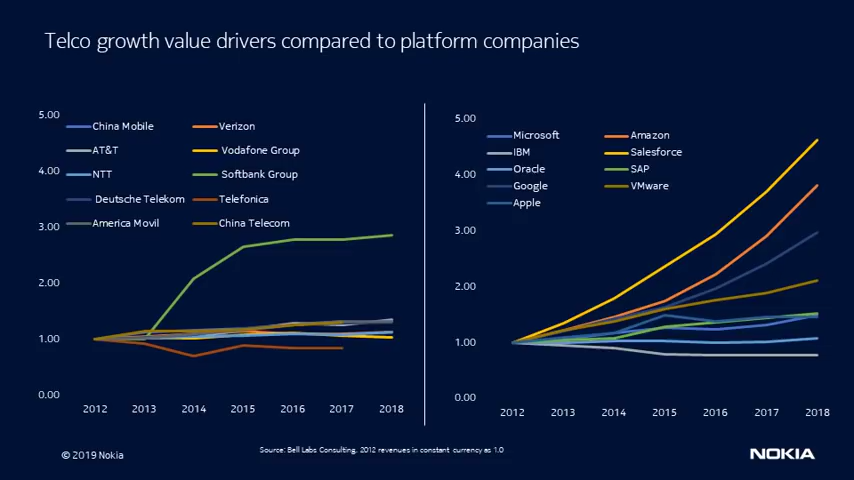 Telco growth value drivers compared to platform companies
5.00
4.00
3.00
2.00
1.00
0.00
China Mobile Verizon
AT&T Vodafone Group
NTT Softbank Group
Deutsche Telekom Telefonica
America Movil China Telecom
2012 2013 2014 2015 2016 2017 2018
5.00
4.00
3.00
2.00
1.00
0.00
Microsoft Amazon
IBM Salesforce
Oracle SAP
Google VMware
Apple
2012 2013 2014 2015 2016 2017 2018
© 2019 Nokia
Source: Bell Labs Consulting, 2012 revenues in constant currency as 1.0
NOKIA